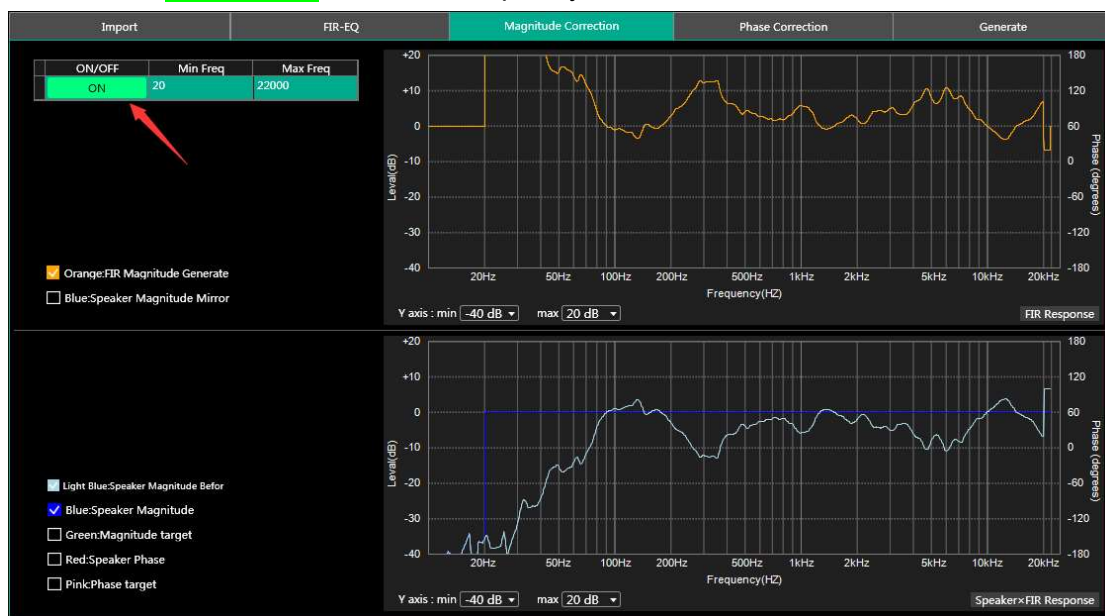 Import FIR-EQ Magnitude Correction Phase Correction Generate
ON/OFF Min Freq Max Freq
ON 20 22000
+20 180
+10 120
0 60
-10 0
-20 -60
-30 -120
-40 -180
Leval(dB)
Phase (degrees)
20Hz 50Hz 100Hz 200Hz 500Hz 1kHz 2kHz 5kHz 10kHz 20kHz
Frequency(HZ)
Orange:FIR Magnitude Generate
Blue:Speaker Magnitude Mirror
Y axis : min -40 dB max 20 dB FIR Response
+20 180
+10 120
0 60
-10 0
-20 -60
-30 -120
-40 -180
Leval(dB)
Phase (degrees)
20Hz 50Hz 100Hz 200Hz 500Hz 1kHz 2kHz 5kHz 10kHz 20kHz
Frequency(HZ)
Light Blue:Speaker Magnitude Befor
Blue:Speaker Magnitude
Green:Magnitude target
Red:Speaker Phase
Pink:Phase target
Y axis : min -40 dB max 20 dB Speaker×FIR Response